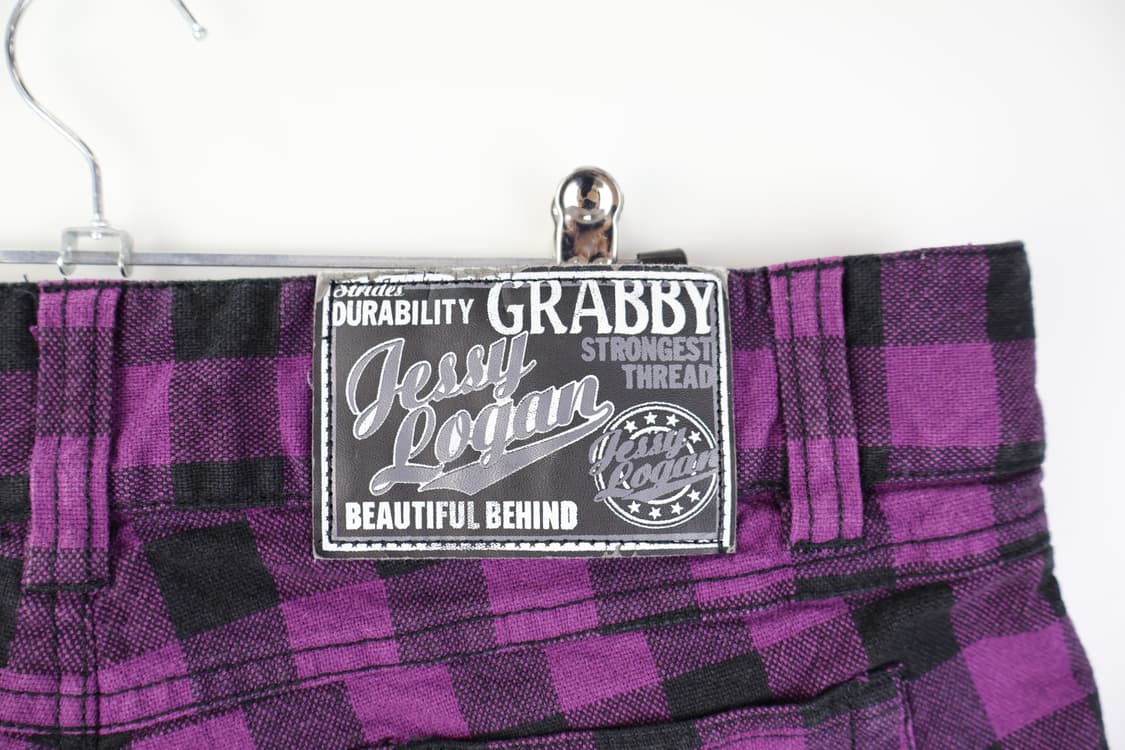 Strides
DURABILITY
GRABBY
STRONGEST
THREAD
Jessy
Logan
Jessy
Logan
BEAUTIFUL BEHIND